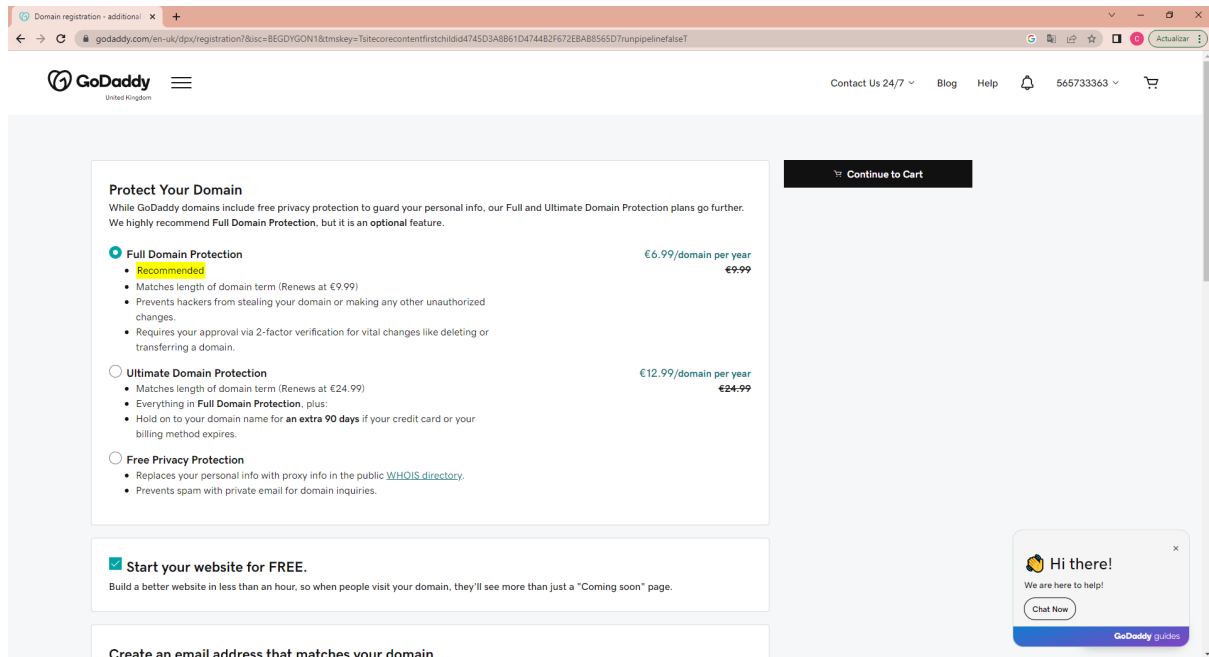 Domain registration - additional
godaddy.com/en-uk/dpx/registration?&isc=BEGDYGON1&tmskey=TsitecorecontentfirstchildidId4745D3A8B61D4744B2F672EBAB8565D7runpipelinefalseT
Actualizar
GoDaddy
United Kingdom
Contact Us 24/7 Blog Help 565733363
Protect Your Domain
While GoDaddy domains include free privacy protection to guard your personal info, our Full and Ultimate Domain Protection plans go further.
We highly recommend Full Domain Protection, but it is an optional feature.
Continue to Cart
Full Domain Protection €6.99/domain per year
Recommended €9.99
Matches length of domain term (Renews at €9.99)
Prevents hackers from stealing your domain or making any other unauthorized
changes.
Requires your approval via 2-factor verification for vital changes like deleting or
transferring a domain.
Ultimate Domain Protection €12.99/domain per year
Matches length of domain term (Renews at €24.99) €24.99
Everything in Full Domain Protection, plus:
Hold on to your domain name for an extra 90 days if your credit card or your
billing method expires.
Free Privacy Protection
Replaces your personal info with proxy info in the public WHOIS directory.
Prevents spam with private email for domain inquiries.
Start your website for FREE.
Build a better website in less than an hour, so when people visit your domain, they'll see more than just a "Coming soon" page.
Create an email address that matches your domain
Hi there!
We are here to help!
Chat Now
GoDaddy guides